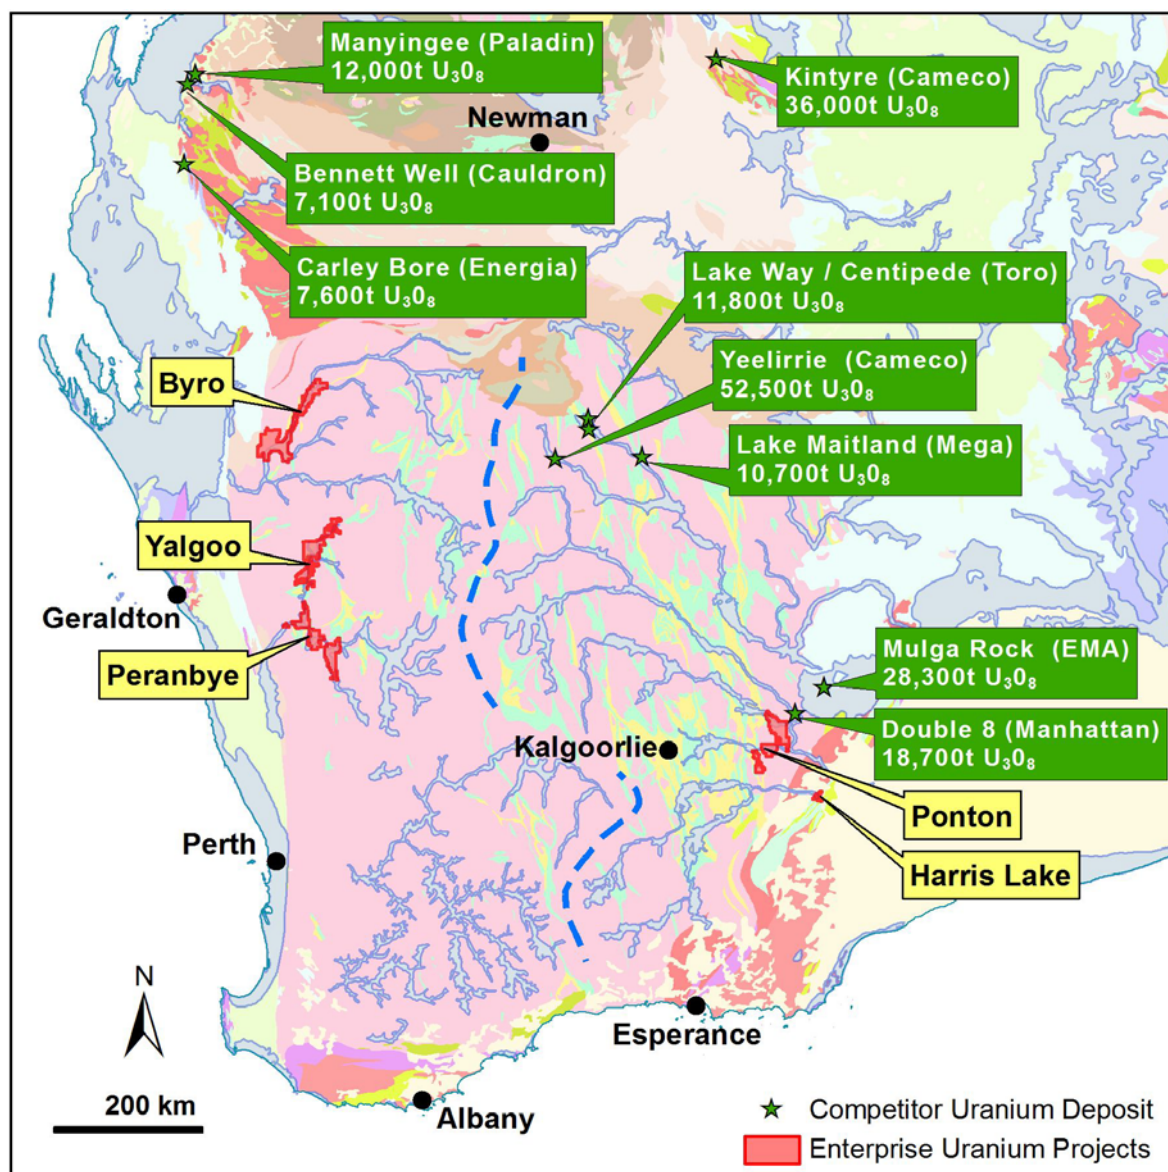 Manyingee (Paladin)
12,000t U₃0₈
Kintyre (Cameco)
36,000t U₃0₈
Newman
Bennett Well (Cauldron)
7,100t U₃0₈
Carley Bore (Energia)
7,600t U₃0₈
Lake Way / Centipede (Toro)
11,800t U₃0₈
Yeelirrie (Cameco)
52,500t U₃0₈
Byro
Lake Maitland (Mega)
10,700t U₃0₈
Yalgoo
Geraldton
Peranbye
Mulga Rock (EMA)
28,300t U₃0₈
Double 8 (Manhattan)
18,700t U₃0₈
Kalgoorlie
Ponton
Perth
Harris Lake
N
Esperance
200 km
Albany
Competitor Uranium Deposit
Enterprise Uranium Projects